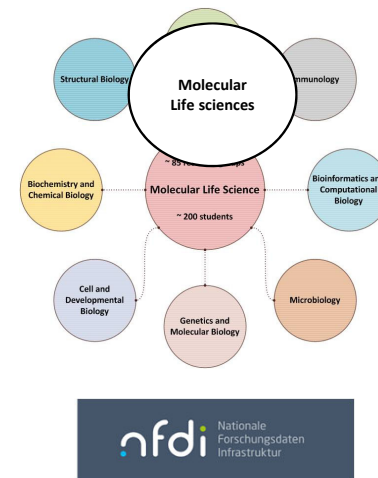 Molecular
Life sciences
Structural Biology
mmunology
~ 85
Molecular Life Science
~ 200 students
Biochemistry and
Chemical Biology
Bioinformatics an
Computational
Biology
Cell and
Developmental
Biology
Genetics and
Molecular Biology
Microbiology
nfdi
Nationale
Forschungsdaten
Infrastruktur